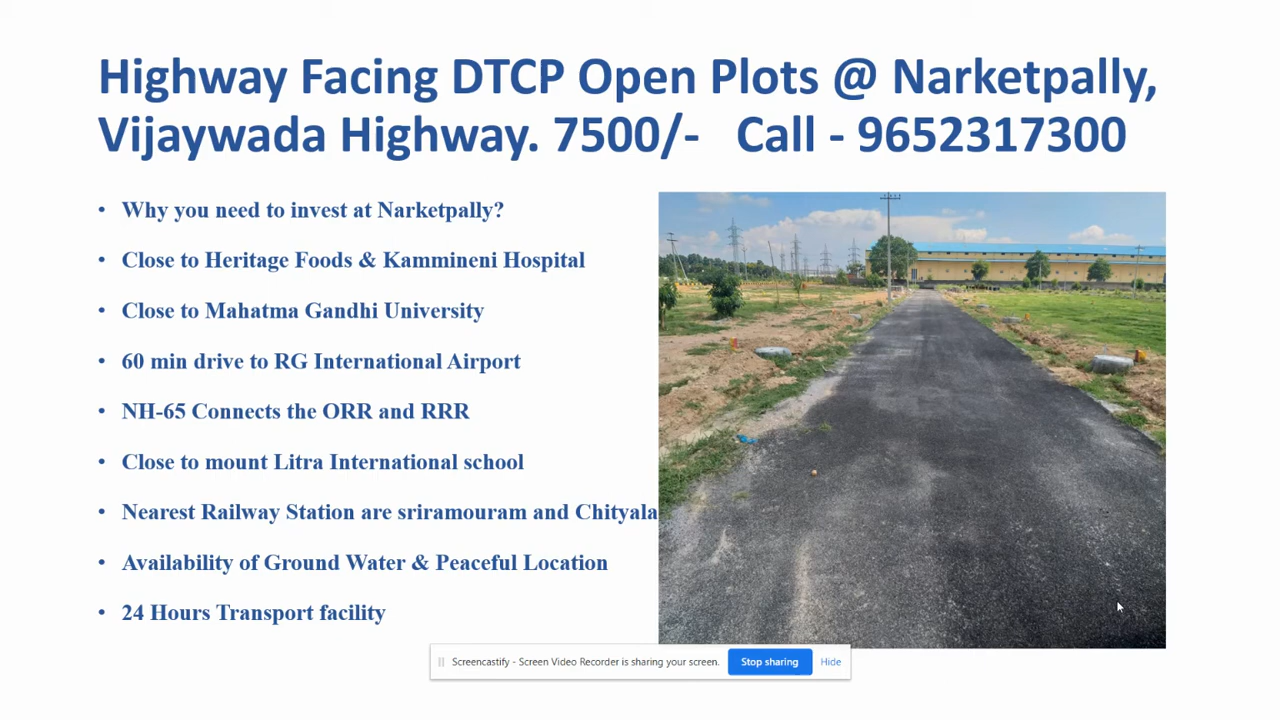 Highway Facing DTCP Open Plots @ Narketpally,
Vijaywada Highway. 7500/- Call - 9652317300
• Why you need to invest at Narketpally?
• Close to Heritage Foods & Kammineni Hospital
• Close to Mahatma Gandhi University
• 60 min drive to RG International Airport
• NH-65 Connects the ORR and RRR
• Close to mount Litra International school
• Nearest Railway Station are sriramouram and Chityala
• Availability of Ground Water & Peaceful Location
• 24 Hours Transport facility
Screencastify - Screen Video Recorder is sharing your screen. Stop sharing Hide